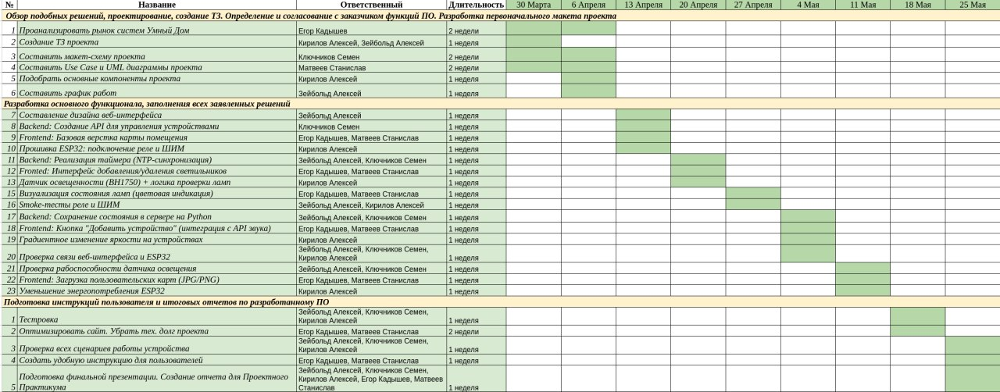 № Название Ответственный Длительность 30 Марта 6 Апреля 13 Апреля 20 Апреля 27 Апреля 4 Мая 11 Мая 18 Мая 25 Мая
Обзор подобных решений, проектирование, создание ТЗ. Определение и согласование с заказчиком функций ПО. Разработка первоначального макета проекта
1 Проанализировать рынок систем Умный Дом Егор Кадышев 2 недели
2 Создание ТЗ проекта Кирилов Алексей, Зейбольд Алексей 1 неделя
3 Составить макет-схему проекта Ключников Семен 2 недели
4 Составить Use Case и UML диаграммы проекта Матвеев Станислав 2 недели
5 Подобрать основные компоненты проекта Кирилов Алексей 1 неделя
6 Составить график работ Зейбольд Алексей 1 неделя
Разработка основного функционала, заполнения всех заявленных решений
7 Составление дизайна веб-интерфейса Зейбольд Алексей 1 неделя
8 Backend: Создание API для управления устройствами Ключников Семен 1 неделя
9 Frontend: Базовая верстка карты помещения Егор Кадышев, Матвеев Станислав 1 неделя
10 Прошивка ESP32: подключение реле и ШИМ Кирилов Алексей 1 неделя
11 Backend: Реализация таймера (NTP-синхронизация) Зейбольд Алексей, Ключников Семен 1 неделя
12 Fronted: Интерфейс добавления/удаления светильников Егор Кадышев, Матвеев Станислав 1 неделя
13 Датчик освещенности (BH1750) + логика проверки ламп Кирилов Алексей 1 неделя
15 Визуализация состояния ламп (цветовая индикация) Егор Кадышев, Матвеев Станислав 1 неделя
16 Smoke-тесты реле и ШИМ Зейбольд Алексей, Кирилов Алексей 1 неделя
17 Backend: Сохранение состояния в сервере на Python Зейбольд Алексей, Ключников Семен 1 неделя
18 Frontend: Кнопка "Добавить устройство" (интеграция с API звука) Егор Кадышев, Матвеев Станислав 1 неделя
19 Градиентное изменение яркости на устройствах Кирилов Алексей 1 неделя
Зейбольд Алексей, Ключников Семен,
20 Проверка связи веб-интерфейса и ESP32 Кирилов Алексей 1 неделя
21 Проверка рабоспособности датчика освещения Зейбольд Алексей, Ключников Семен 1 неделя
22 Frontend: Загрузка пользовательских карт (JPG/PNG) Егор Кадышев, Матвеев Станислав 1 неделя
23 Уменьшение энергопотребления ESP32 Кирилов Алексей 1 неделя
Подготовка инструкций пользователя и итоговых отчетов по разработанному ПО
Зейбольд Алексей, Ключников Семен,
1 Тестровка Кирилов Алексей 1 неделя
2 Оптимизировать сайт. Убрать тех. долг проекта Егор Кадышев, Матвеев Станислав 2 недели
Зейбольд Алексей, Ключников Семен,
3 Проверка всех сценариев работы устройства Кирилов Алексей 1 неделя
4 Создать удобную инструкцию для пользователей Егор Кадышев, Матвеев Станислав 1 неделя
Зейбольд Алексей, Ключников Семен,
Подготовка финальной презентации. Создание отчета для Проектного Кирилов Алексей, Егор Кадышев, Матвеев
5 Практикума Станислав 1 неделя